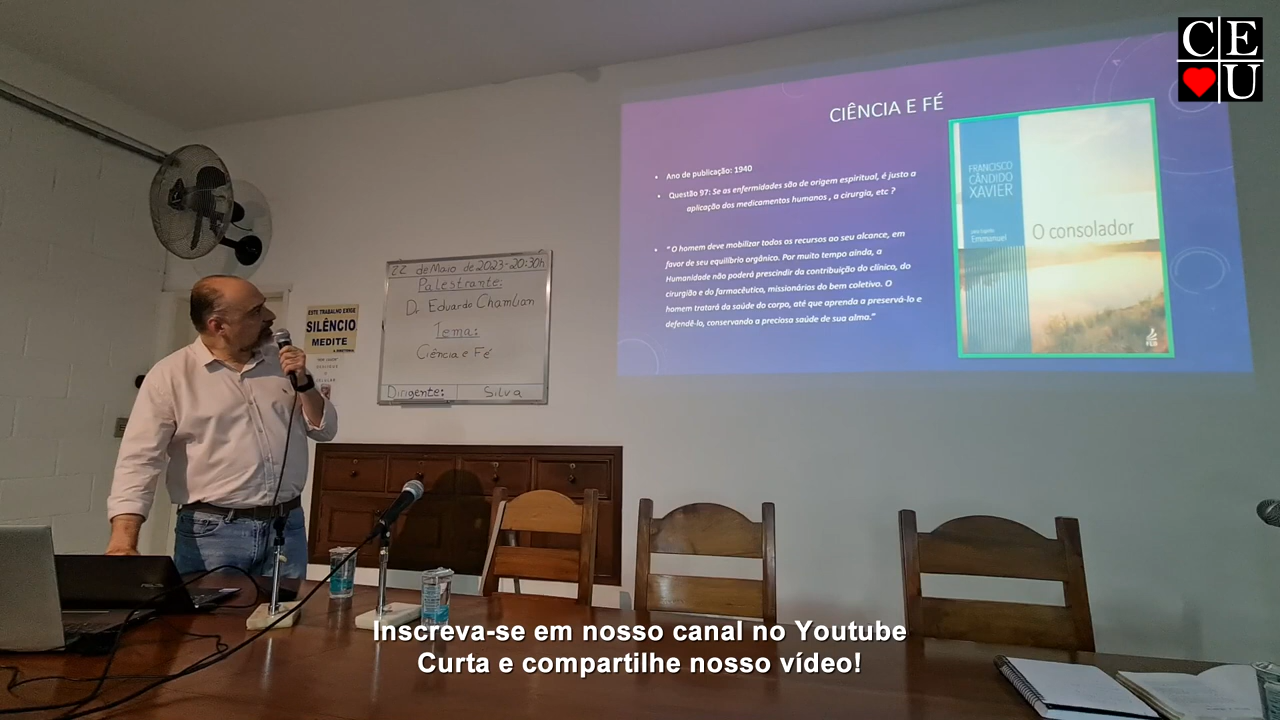 CE
U
CIÊNCIA E FÉ
• Ano de publicação: 1940
• Questão 97: Se as enfermidades são de origem espiritual, é justo a
aplicação dos medicamentos humanos , a cirurgia, etc ?
• " O homem deve mobilizar todos os recursos ao seu alcance, em
favor de seu equilíbrio orgânico. Por muito tempo ainda, a
Humanidade não poderá prescindir da contribuição do clínico, do
cirurgião e do farmacêutico, missionários do bem coletivo. O
homem tratará da saúde do corpo, até que aprenda a preservá-lo e
defendê-lo, conservando a preciosa saúde de sua alma."
FRANCISCO
CÂNDIDO
XAVIER
Emmanuel
O consolador
22 de Maio de 2023-20:30h
Palestrante:
Dr. Eduardo Chamlian
Tema:
Ciência e Fé
Dirigente: Silva
ESTE TRABALHO EXIGE
SILÊNCIO
MEDITE
Inscreva-se em nosso canal no Youtube
Curta e compartilhe nosso vídeo!